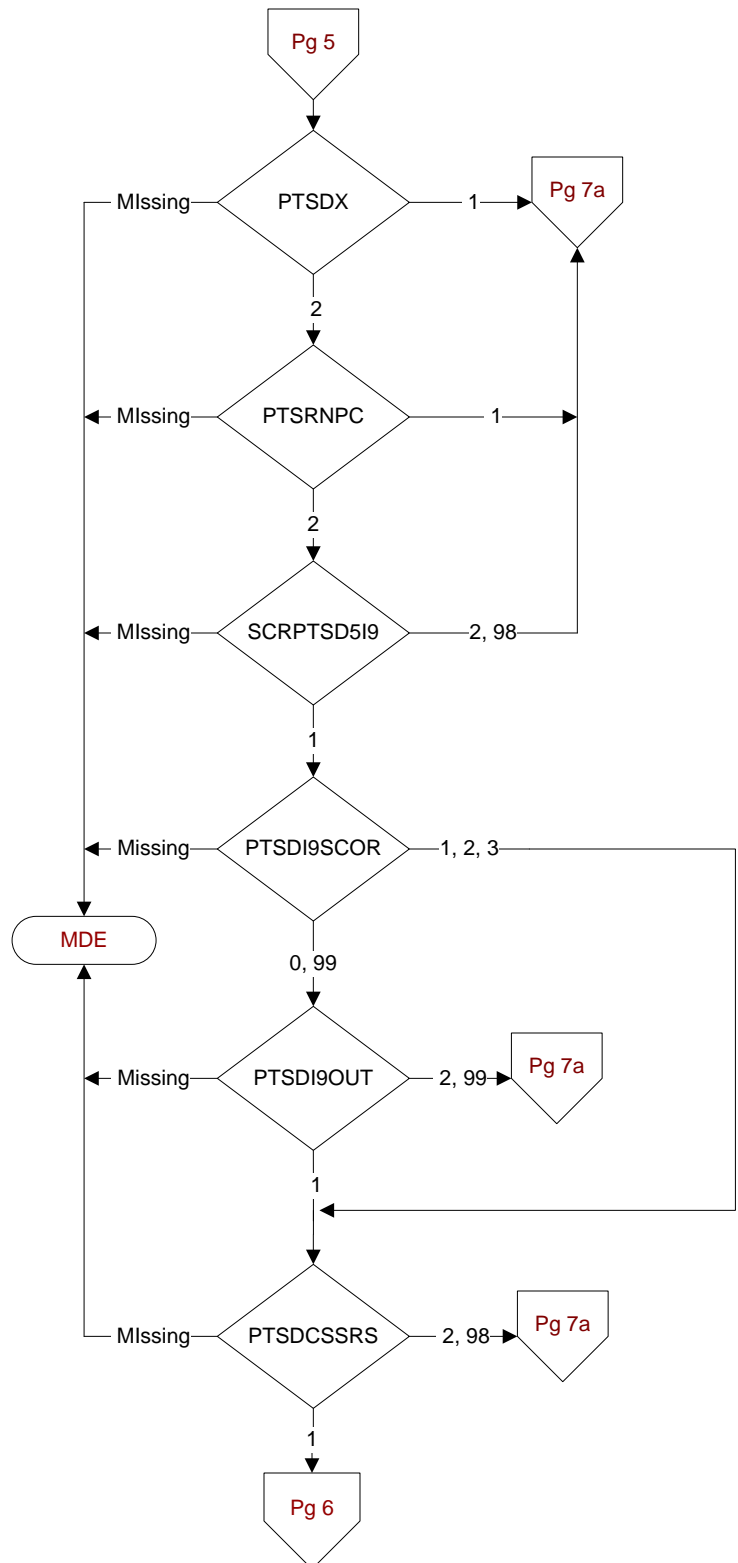 Pg 5
MIssing
PTSDX
1
Pg 7a
2
MIssing
PTSRNPC
1
2
MIssing
SCRPTSD5I9
2, 98
1
Missing
PTSDI9SCOR
1, 2, 3
MDE
0, 99
Missing
PTSDI9OUT
2, 99
Pg 7a
1
MIssing
PTSDCSSRS
2, 98
Pg 7a
1
Pg 6